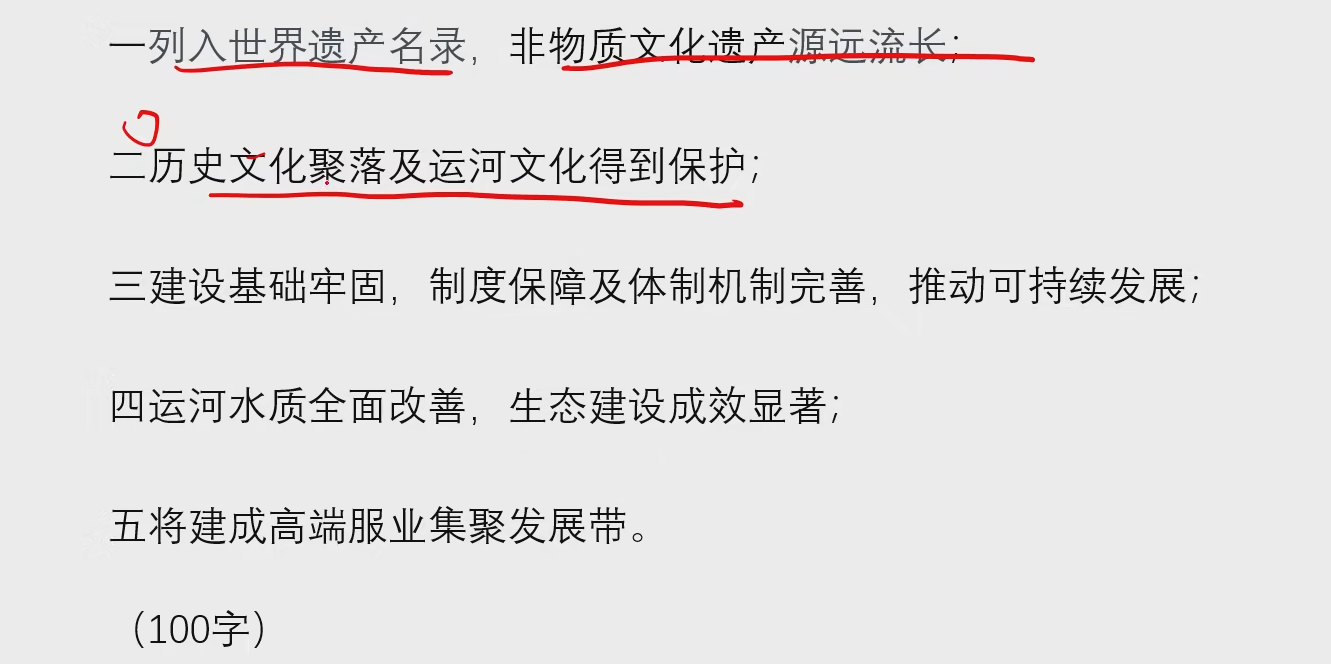 一列入世界遗产名录，非物质文化遗产源远流长；
二历史文化聚落及运河文化得到保护；
三建设基础牢固，制度保障及体制机制完善，推动可持续发展；
四运河水质全面改善，生态建设成效显著；
五将建成高端服业集聚发展带。
（100字）